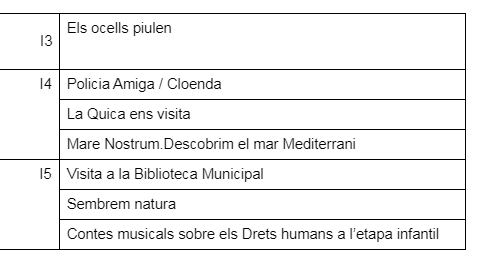 I3
Els ocells piulen
I4
Policia Amiga / Cloenda
La Quica ens visita
Mare Nostrum.Descobrim el mar Mediterrani
I5
Visita a la Biblioteca Municipal
Sembrem natura
Contes musicals sobre els Drets humans a l’etapa infantil